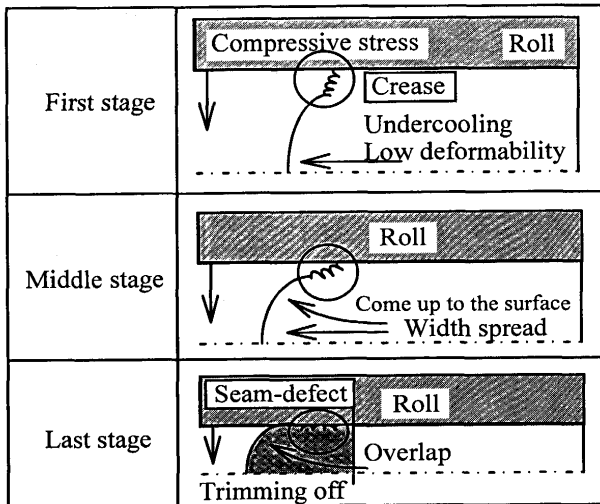 First stage
Compressive stress
Roll
Crease
Undercooling
Low deformability
Middle stage
Roll
Come up to the surface
Width spread
Last stage
Seam-defect
Roll
Overlap
Trimming off